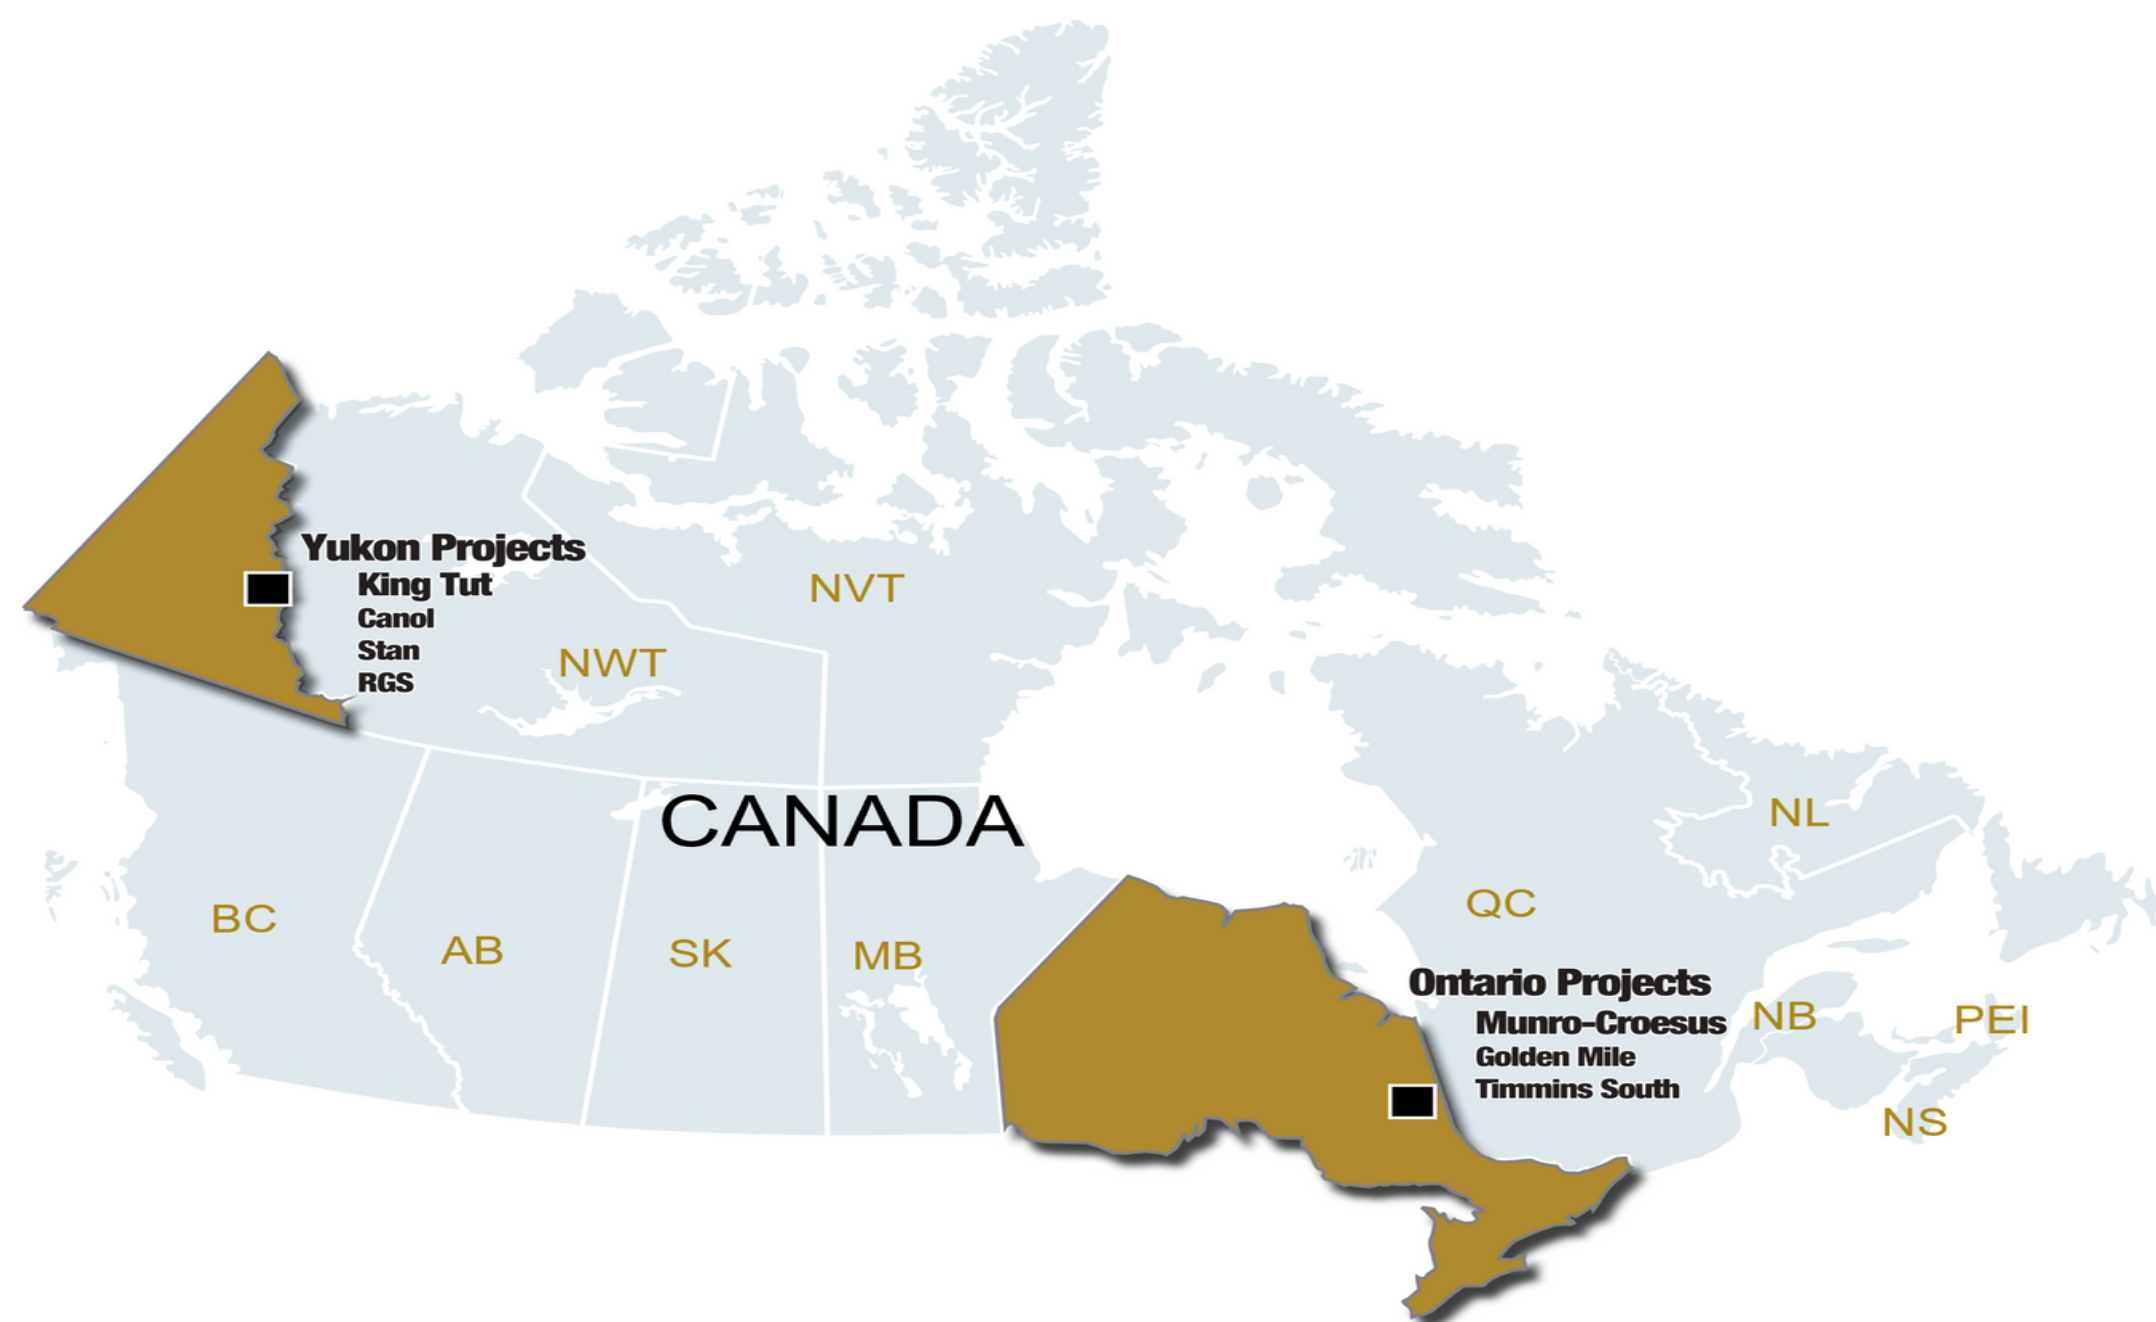 Yukon Projects
King Tut
Canol
Stan
RGS
NVT
NWT
CANADA
NL
BC
AB
SK
MB
QC
Ontario Projects
Munro-Croesus
Golden Mile
Timmins South
NB
PEI
NS